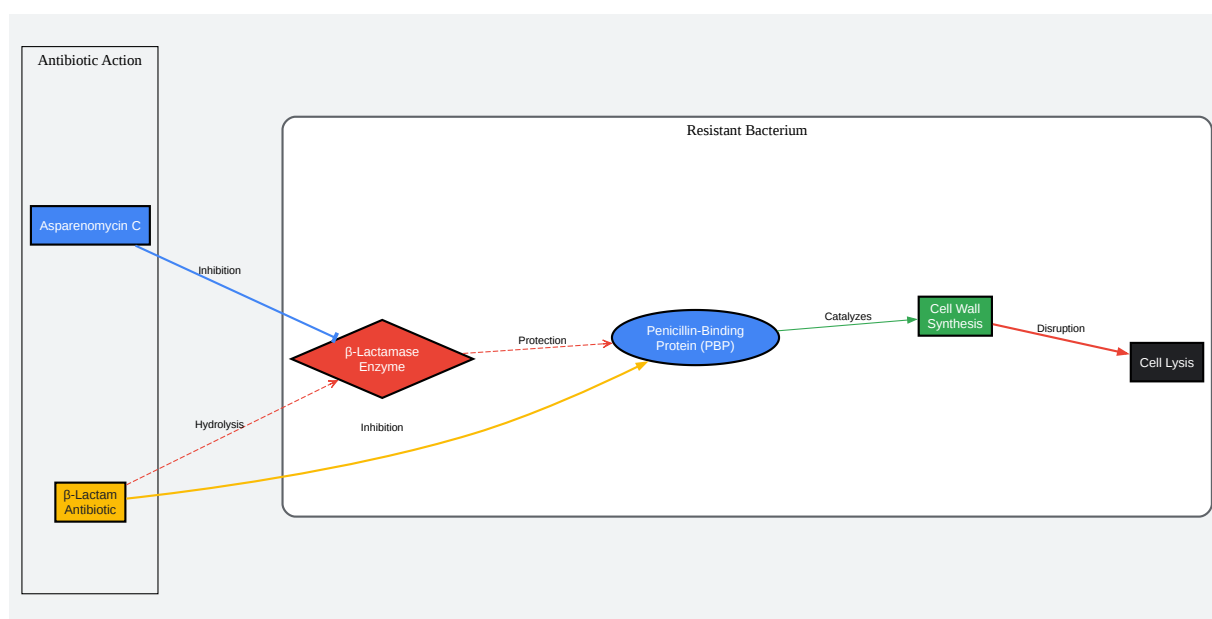 Antibiotic Action
Resistant Bacterium
Asparenomycin C
Inhibition
β-Lactamase
Enzyme
Protection
Penicillin-Binding
Protein (PBP)
Catalyzes
Cell Wall
Synthesis
Disruption
Cell Lysis
Hydrolysis
Inhibition
β-Lactam
Antibiotic